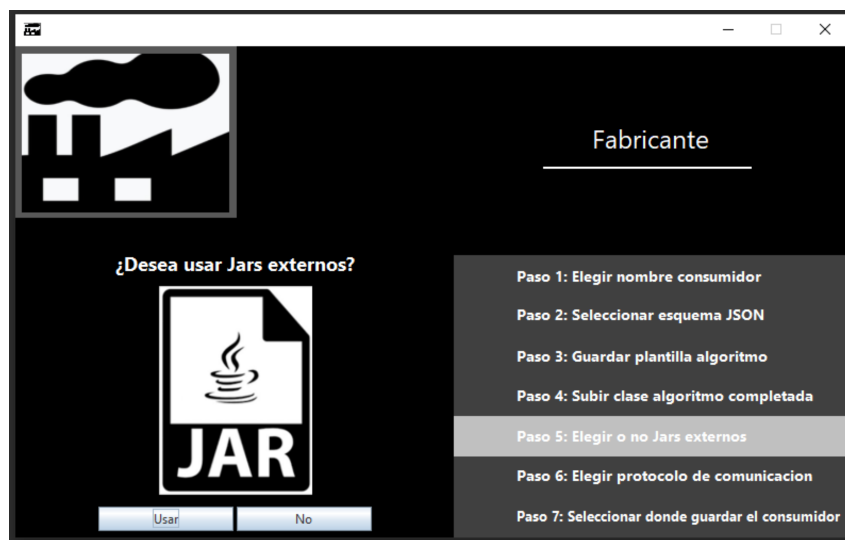 Fabricante
¿Desea usar Jars externos?
JAR
Usar
No
Paso 1: Elegir nombre consumidor
Paso 2: Seleccionar esquema JSON
Paso 3: Guardar plantilla algoritmo
Paso 4: Subir clase algoritmo completada
Paso 5: Elegir o no Jars externos
Paso 6: Elegir protocolo de comunicacion
Paso 7: Seleccionar donde guardar el consumidor